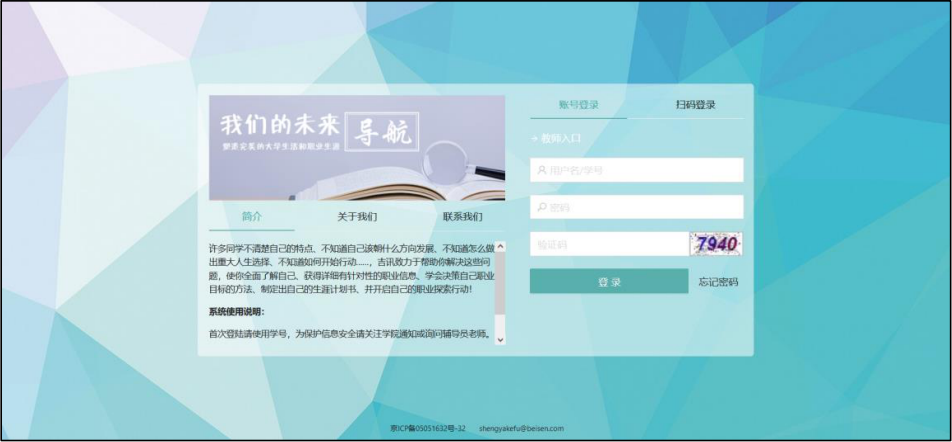 我们的未来 导航
塑造完美的大学生活和职业生涯
简介 关于我们 联系我们
许多同学不清楚自己的特点、不知道自己该朝什么方向发展、不知道怎么做
出重大人生选择、不知道如何开始行动……，吉讯致力于帮助你解决这些问
题，使你全面了解自己、获得详细有针对性的职业信息、学会决策自己职业
目标的方法、制定出自己的生涯计划书、并开启自己的职业探索行动！
系统使用说明：
首次登陆请使用学号，为保护信息安全请关注学院通知或询问辅导员老师。
账号登录 扫码登录
→ 教师入口
用户名/学号
密码
验证码 7940
登 录 忘记密码
京ICP备05051632号-32 shengyakefu@beisen.com